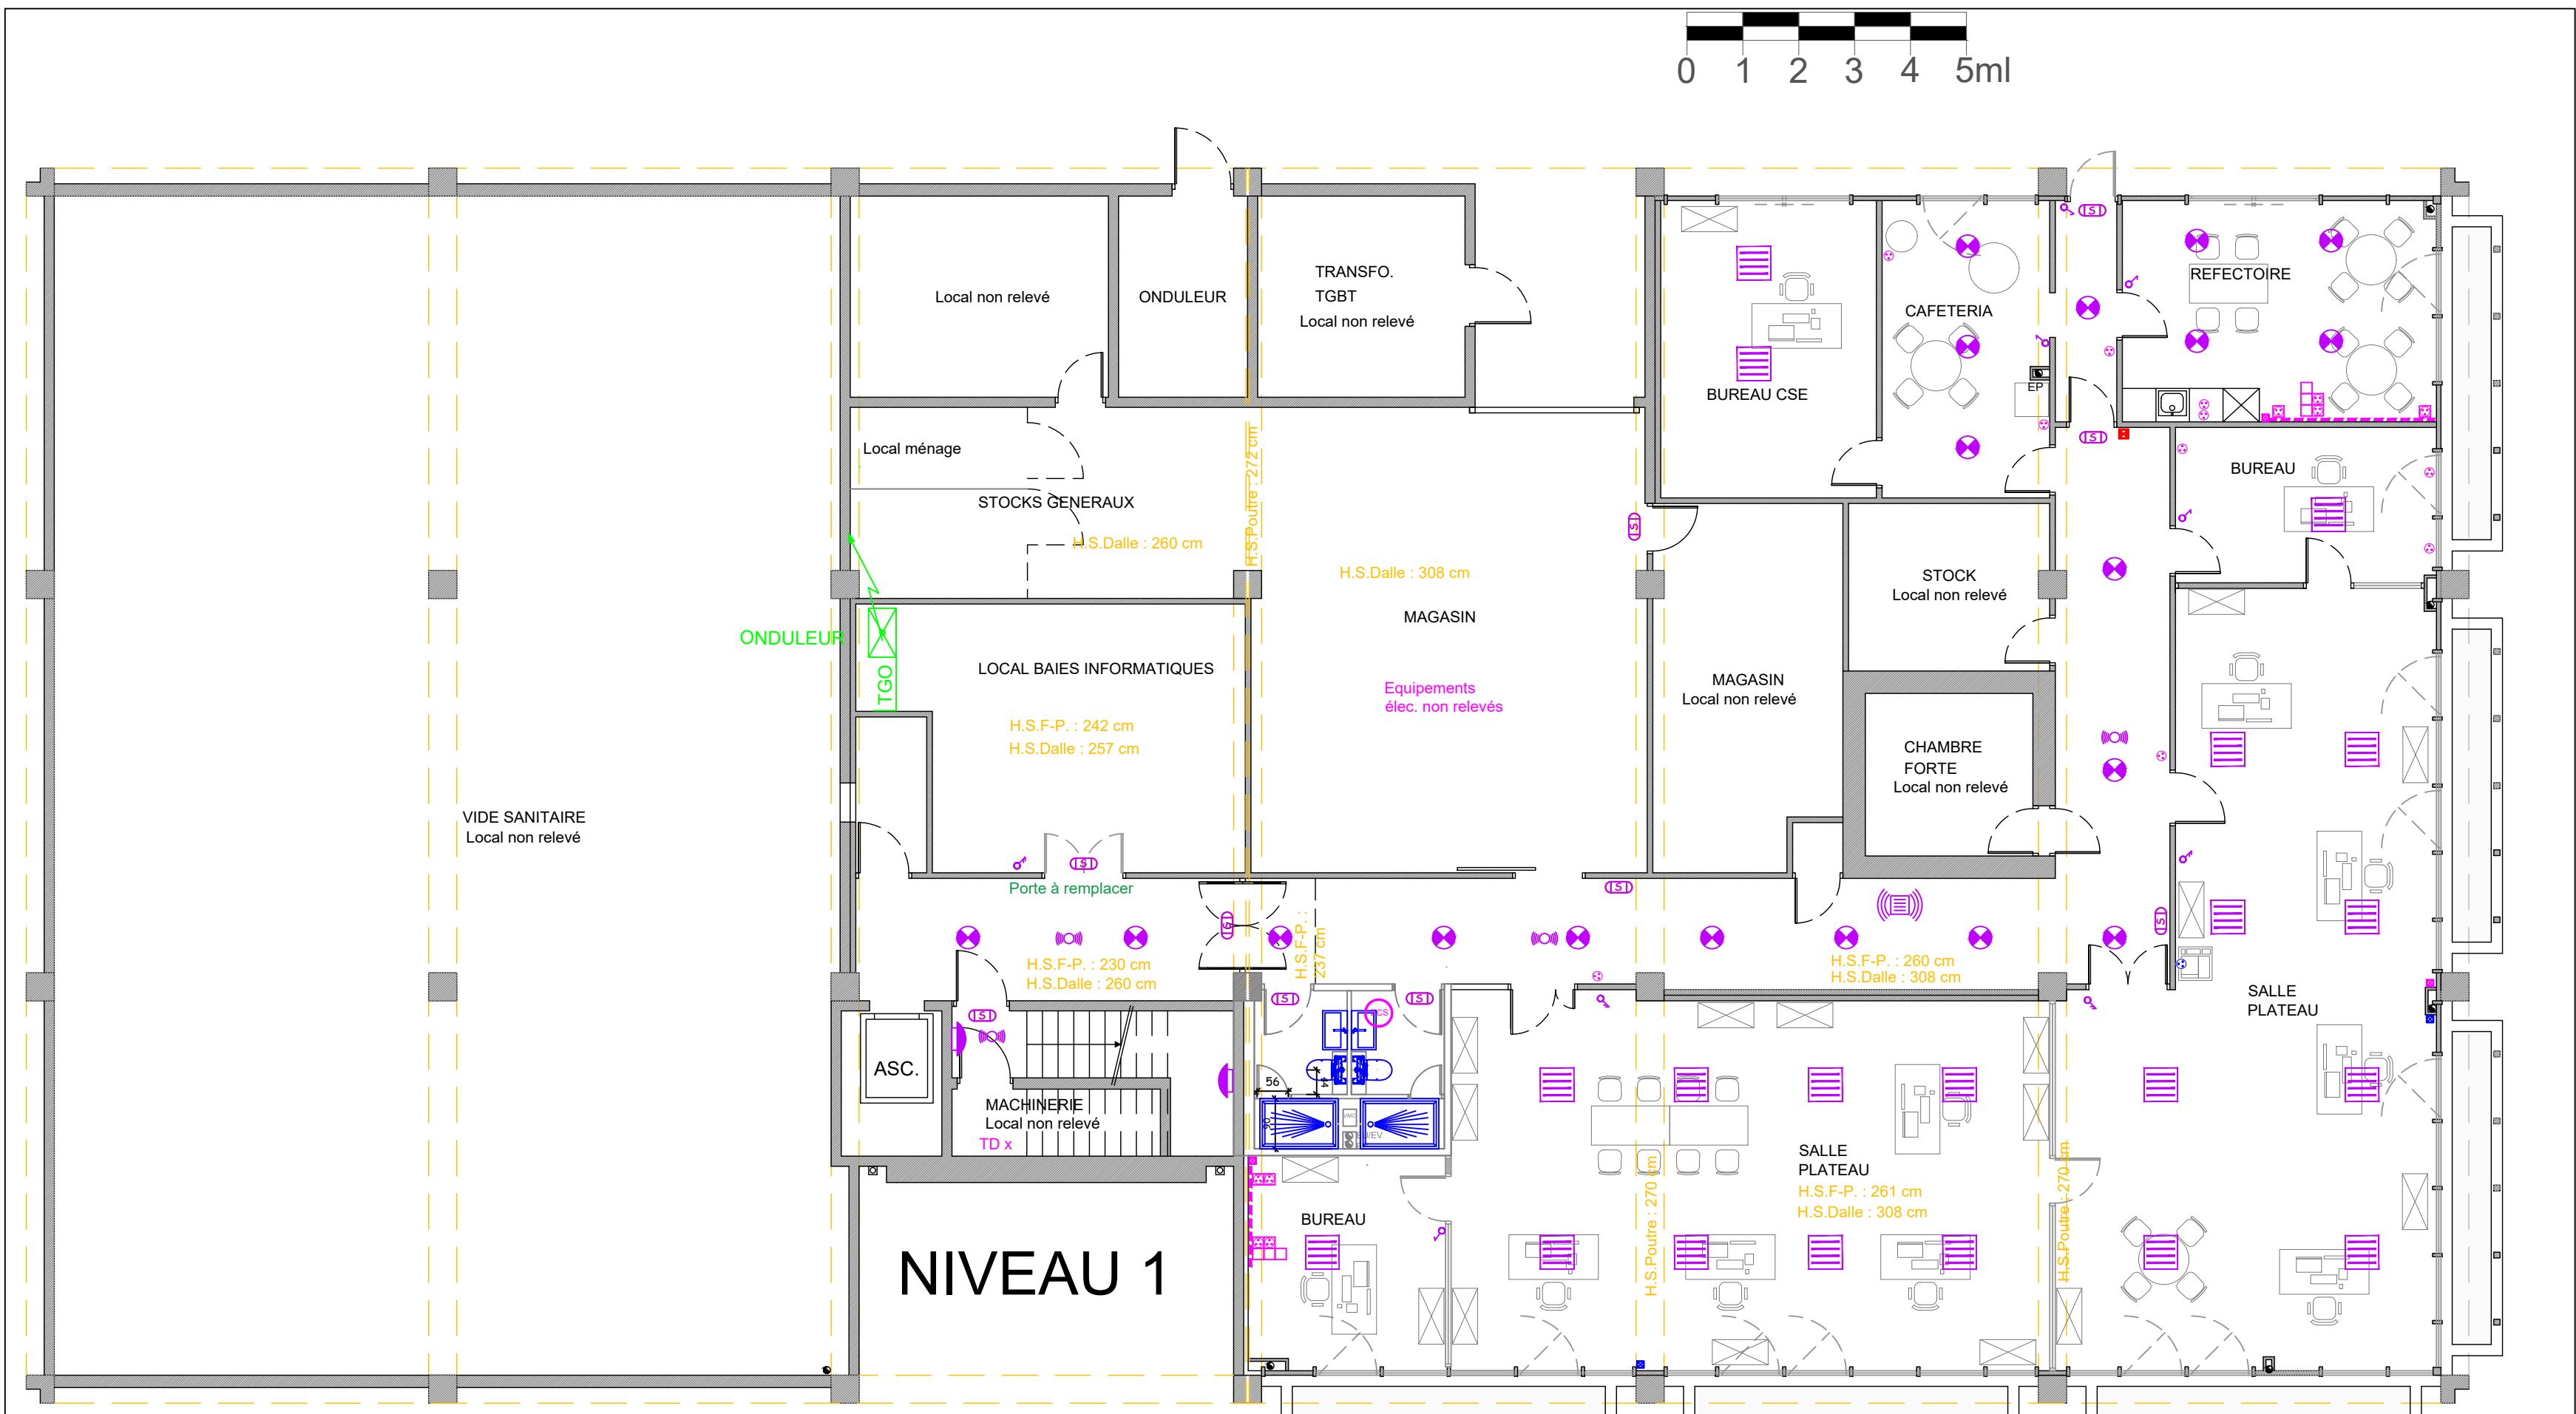 0 1 2 3 4 5ml
TRANSFO.
TGBT
Local non relevé
Local non relevé
ONDULEUR
REFECTOIRE
CAFETERIA
EP
BUREAU CSE
Local ménage
STOCKS GENERAUX
H.S.Dalle : 260 cm
H.S.Poutre : 272 cm
BUREAU
H.S.Dalle : 308 cm
MAGASIN
STOCK
Local non relevé
ONDULEUR
TGO
LOCAL BAIES INFORMATIQUES
H.S.F-P. : 242 cm
H.S.Dalle : 257 cm
Equipements
élec. non relevés
MAGASIN
Local non relevé
CHAMBRE
FORTE
Local non relevé
VIDE SANITAIRE
Local non relevé
Porte à remplacer
H.S.F-P. : 230 cm
H.S.Dalle : 260 cm
H.S.F-P. :
237 cm
H.S.F-P. : 260 cm
H.S.Dalle : 308 cm
SALLE
PLATEAU
ASC.
MACHINERIE
Local non relevé
TD x
56
44
90
VMC
SALLE
PLATEAU
H.S.F-P. : 261 cm
H.S.Dalle : 308 cm
H.S.Poutre : 270 cm
H.S.Poutre : 270 cm
BUREAU
NIVEAU 1